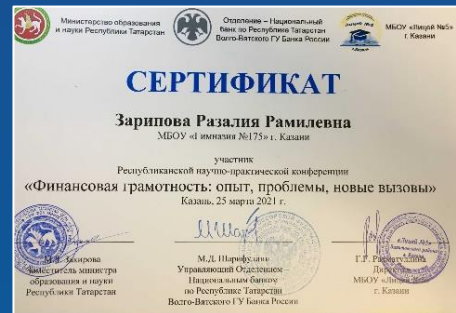 Министерство образования
и науки Республики Татарстан
Отделение – Национальный
банк по Республике Татарстан
Волго-Вятского ГУ Банка России
МБОУ «Лицей №5»
г. Казани
СЕРТИФИКАТ
Зарипова Разалия Рамилевна
МБОУ «Гимназия №175» г. Казани
участник
Республиканской научно-практической конференции
«Финансовая грамотность: опыт, проблемы, новые вызовы»
Казань, 25 марта 2021 г.
Закирова
Заместитель министра
образования и науки
Республики Татарстан
М.Д. Шарифуллин
Управляющий Отделением
Национальным банком
по Республике Татарстан
Волго-Вятского ГУ Банка России
Г.Г. Рахматуллина
Директор
МБОУ «Лицей №5»
г. Казани